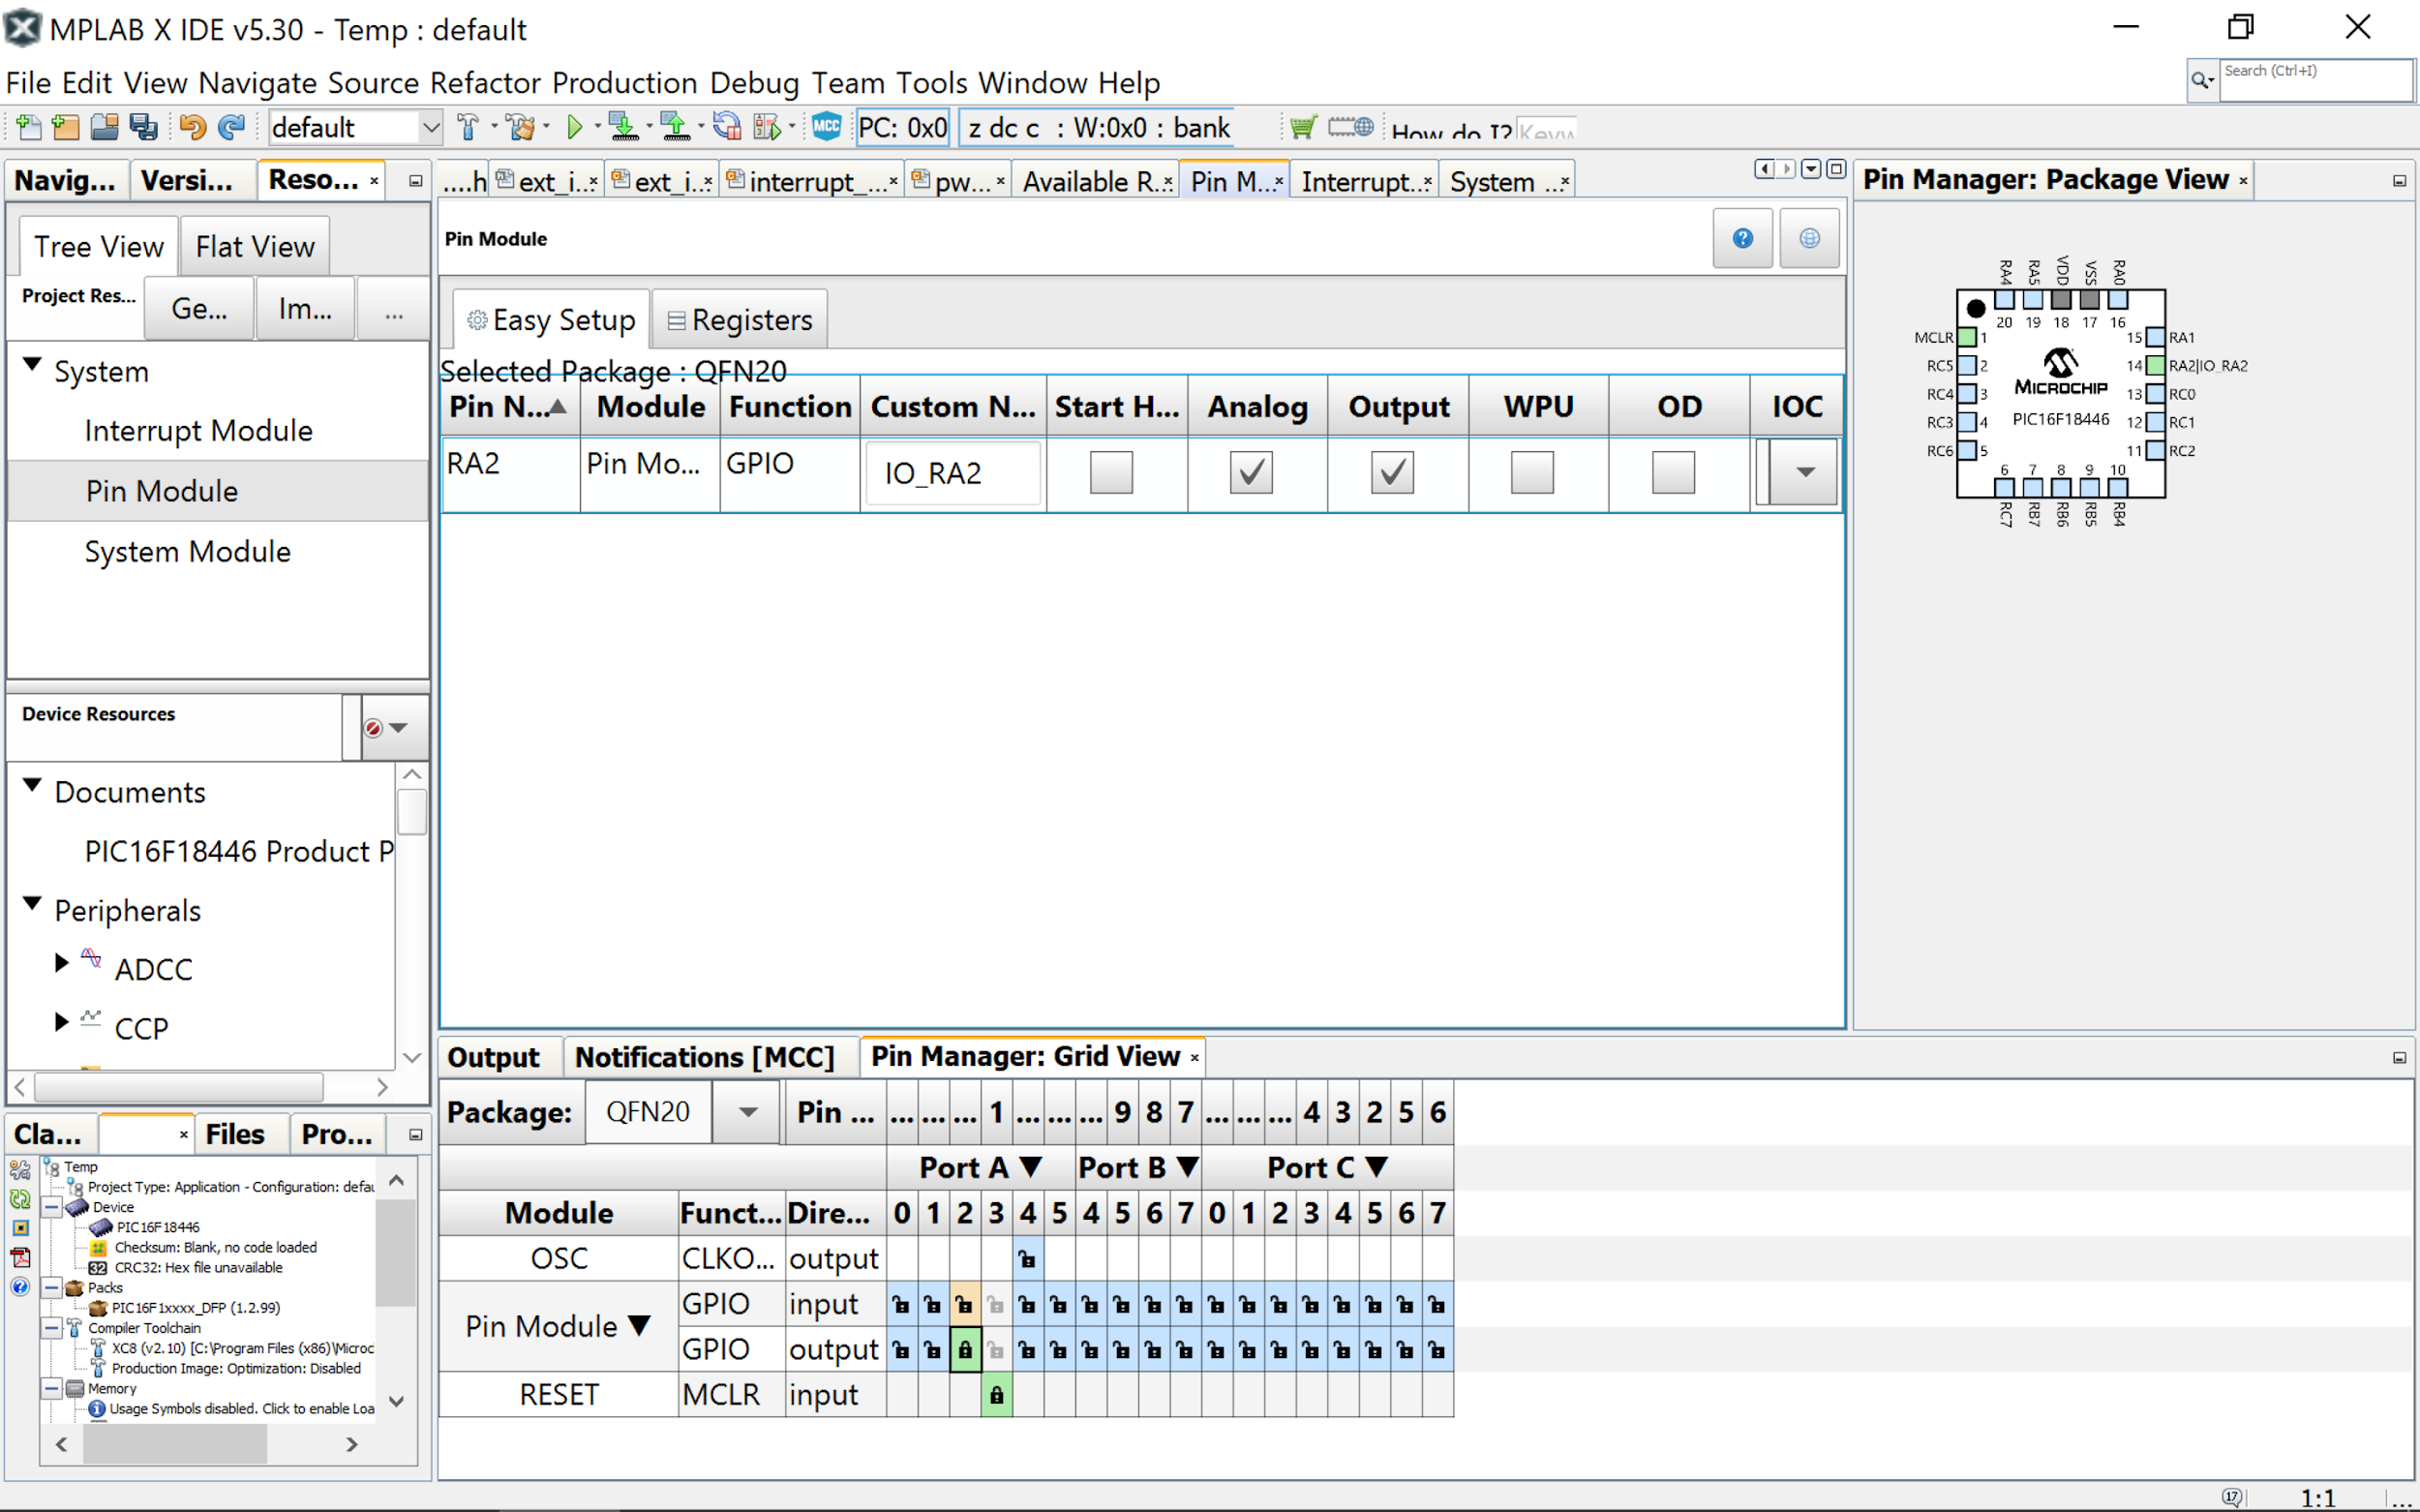 MPLAB X IDE v5.30 - Temp : default
File Edit View Navigate Source Refactor Production Debug Team Tools Window Help
Search (Ctrl+I)
default
MCC
PC: 0x0
z dc c : W:0x0 : bank
How do I?
Navig...
Versi...
Reso...
....h
ext_i...
ext_i...
interrupt_...
pw...
Available R...
Pin M...
Interrupt...
System ...
Pin Manager: Package View
Tree View
Flat View
Project Res...
Ge...
Im...
...
System
Interrupt Module
Pin Module
System Module
Device Resources
Documents
PIC16F18446 Product P
Peripherals
ADCC
CCP
Pin Module
Easy Setup
Registers
Selected Package : QFN20
Pin N... Module Function Custom N... Start H... Analog Output WPU OD IOC
RA2 Pin Mo... GPIO IO_RA2
RA4 RA5 VDD VSS RA0
20 19 18 17 16
MCLR 1 15 RA1
RC5 2 14 RA2|IO_RA2
RC4 3 MICROCHIP 13 RC0
RC3 4 PIC16F18446 12 RC1
RC6 5 11 RC2
6 7 8 9 10
RC7 RB7 RB6 RB5 RB4
Output
Notifications [MCC]
Pin Manager: Grid View
Package: QFN20 Pin ... ... ... ... 1 ... ... ... 9 8 7 ... ... ... 4 3 2 5 6
Port A ▼ Port B ▼ Port C ▼
Module Funct... Dire... 0 1 2 3 4 5 4 5 6 7 0 1 2 3 4 5 6 7
OSC CLKO... output
Pin Module ▼
GPIO input
GPIO output
RESET MCLR input
Cla...
Files
Pro...
Temp
Project Type: Application - Configuration: defau
Device
PIC16F18446
Checksum: Blank, no code loaded
32 CRC32: Hex file unavailable
Packs
PIC16F1xxxx_DFP (1.2.99)
Compiler Toolchain
XC8 (v2.10) [C:\Program Files (x86)\Microc
Production Image: Optimization: Disabled
Memory
Usage Symbols disabled. Click to enable Loa
17
1:1
...